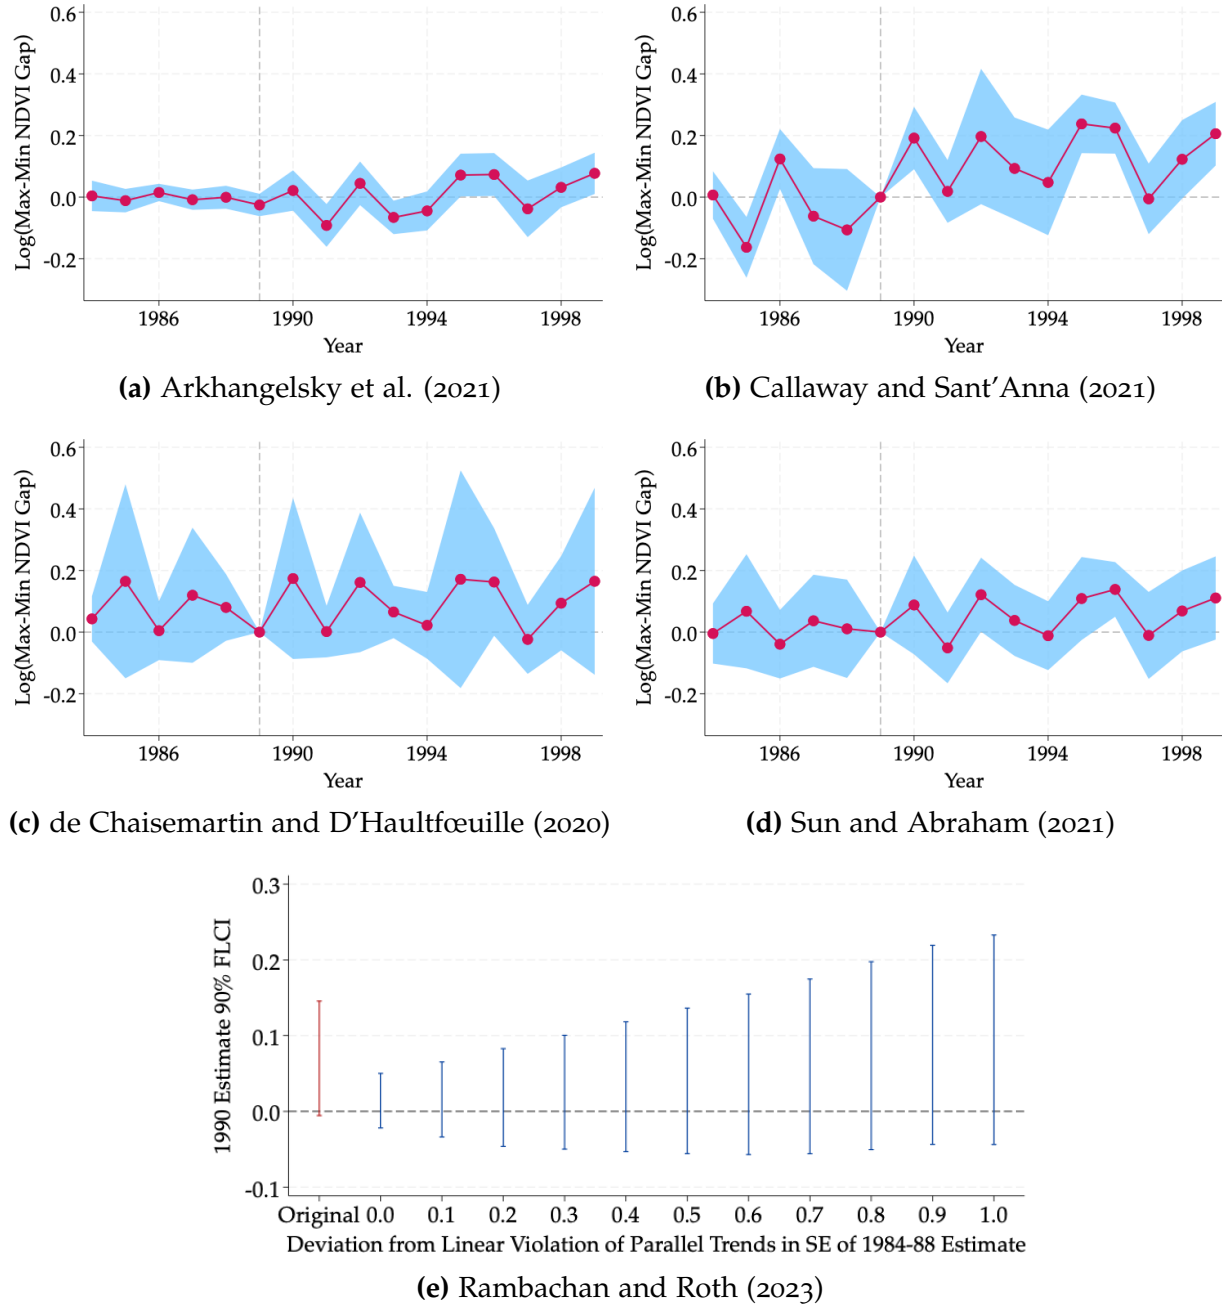 0.6
0.4
0.2
0.0
-0.2
Log(Max-Min NDVI Gap)
1986 1990 1994 1998
Year
(a) Arkhangelsky et al. (2021)
0.6
0.4
0.2
0.0
-0.2
Log(Max-Min NDVI Gap)
1986 1990 1994 1998
Year
(b) Callaway and Sant'Anna (2021)
0.6
0.4
0.2
0.0
-0.2
Log(Max-Min NDVI Gap)
1986 1990 1994 1998
Year
(c) de Chaisemartin and D'Haultfœuille (2020)
0.6
0.4
0.2
0.0
-0.2
Log(Max-Min NDVI Gap)
1986 1990 1994 1998
Year
(d) Sun and Abraham (2021)
0.3
0.2
0.1
0.0
-0.1
1990 Estimate 90% FLCI
Original 0.0 0.1 0.2 0.3 0.4 0.5 0.6 0.7 0.8 0.9 1.0
Deviation from Linear Violation of Parallel Trends in SE of 1984-88 Estimate
(e) Rambachan and Roth (2023)